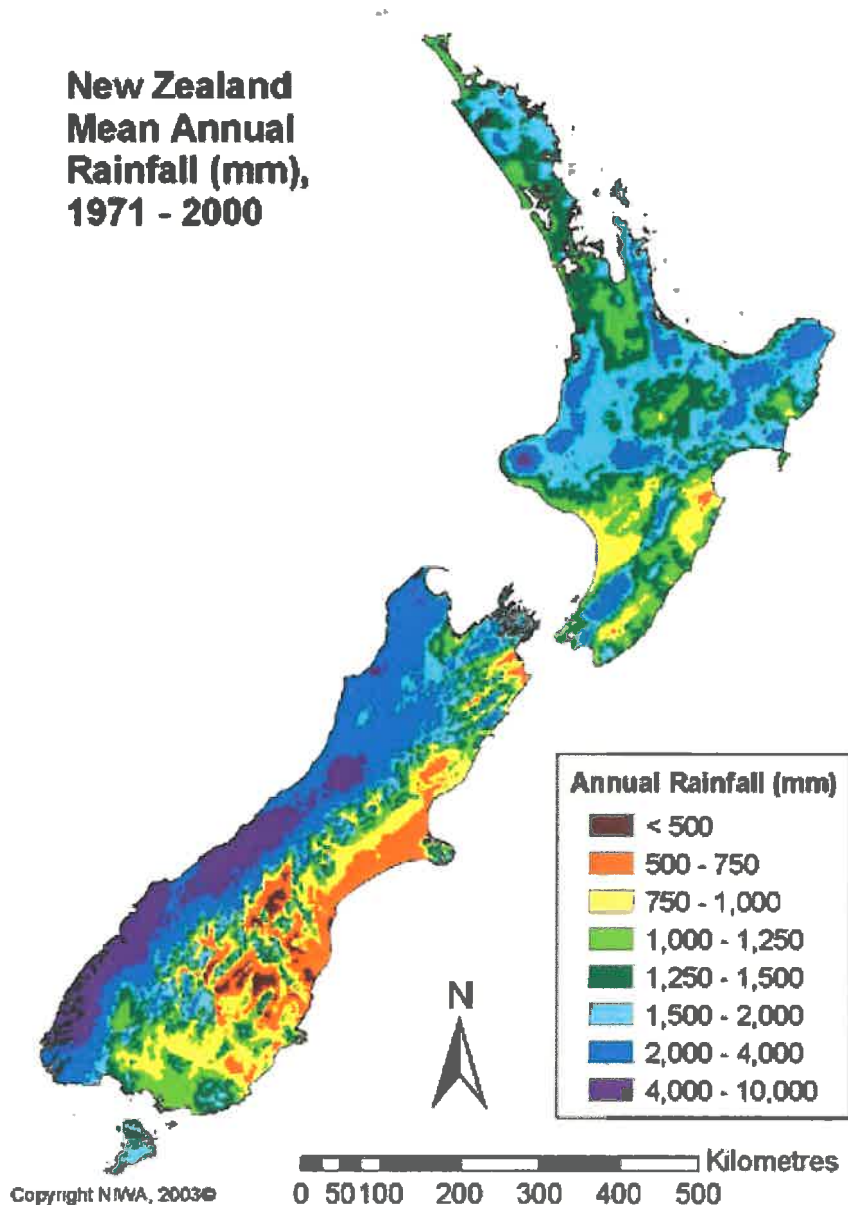 New Zealand
Mean Annual
Rainfall (mm),
1971 - 2000
Annual Rainfall (mm)
< 500
500 - 750
750 - 1,000
1,000 - 1,250
1,250 - 1,500
1,500 - 2,000
2,000 - 4,000
4,000 - 10,000
N
Kilometres
0 50 100 200 300 400 500
Copyright NIWA, 2003©